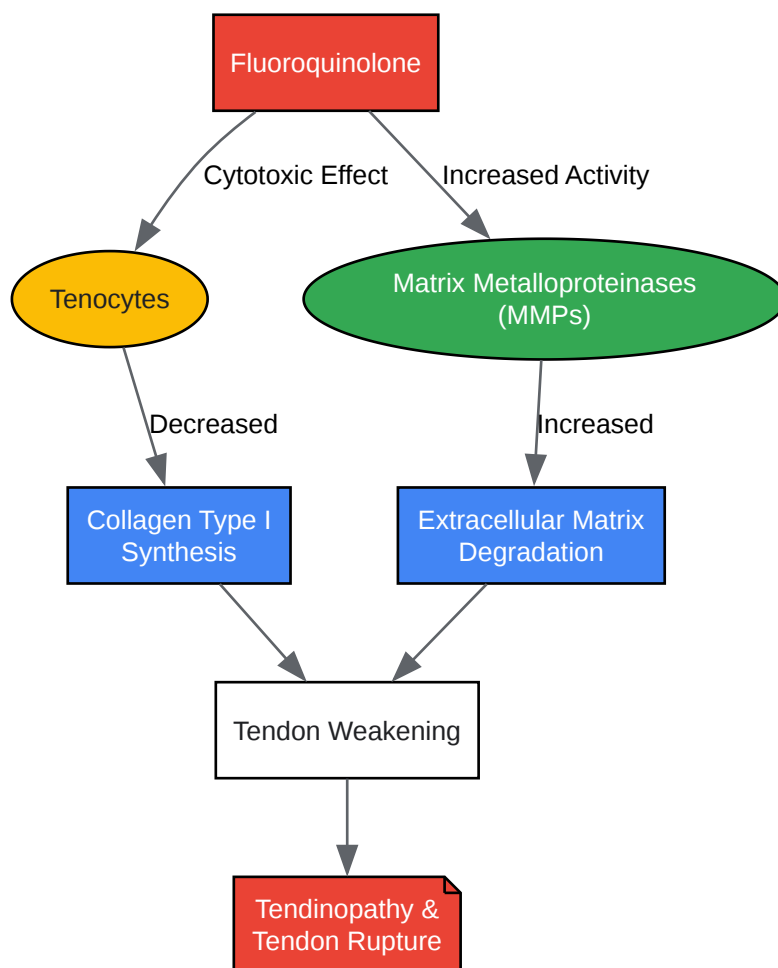 Fluoroquinolone
Cytotoxic Effect
Increased Activity
Tenocytes
Matrix Metalloproteinases
(MMPs)
Decreased
Increased
Collagen Type I
Synthesis
Extracellular Matrix
Degradation
Tendon Weakening
Tendinopathy &
Tendon Rupture